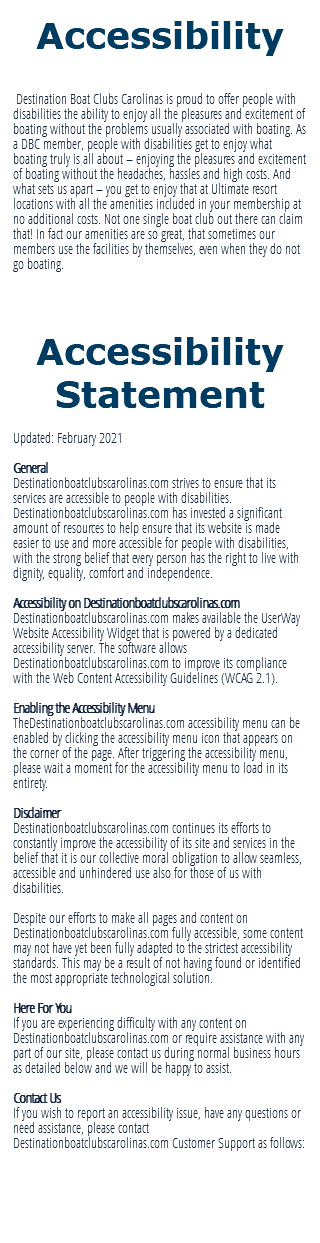 Accessibility
Destination Boat Clubs Carolinas is proud to offer people with
disabilities the ability to enjoy all the pleasures and excitement of
boating without the problems usually associated with boating. As
a DBC member, people with disabilities get to enjoy what
boating truly is all about – enjoying the pleasures and excitement
of boating without the headaches, hassles and high costs. And
what sets us apart – you get to enjoy that at Ultimate resort
locations with all the amenities included in your membership at
no additional costs. Not one single boat club out there can claim
that! In fact our amenities are so great, that sometimes our
members use the facilities by themselves, even when they do not
go boating.
Accessibility
Statement
Updated: February 2021
General
Destinationboatclubscarolinas.com strives to ensure that its
services are accessible to people with disabilities.
Destinationboatclubscarolinas.com has invested a significant
amount of resources to help ensure that its website is made
easier to use and more accessible for people with disabilities,
with the strong belief that every person has the right to live with
dignity, equality, comfort and independence.
Accessibility on Destinationboatclubscarolinas.com
Destinationboatclubscarolinas.com makes available the UserWay
Website Accessibility Widget that is powered by a dedicated
accessibility server. The software allows
Destinationboatclubscarolinas.com to improve its compliance
with the Web Content Accessibility Guidelines (WCAG 2.1).
Enabling the Accessibility Menu
TheDestinationboatclubscarolinas.com accessibility menu can be
enabled by clicking the accessibility menu icon that appears on
the corner of the page. After triggering the accessibility menu,
please wait a moment for the accessibility menu to load in its
entirety.
Disclaimer
Destinationboatclubscarolinas.com continues its efforts to
constantly improve the accessibility of its site and services in the
belief that it is our collective moral obligation to allow seamless,
accessible and unhindered use also for those of us with
disabilities.
Despite our efforts to make all pages and content on
Destinationboatclubscarolinas.com fully accessible, some content
may not have yet been fully adapted to the strictest accessibility
standards. This may be a result of not having found or identified
the most appropriate technological solution.
Here For You
If you are experiencing difficulty with any content on
Destinationboatclubscarolinas.com or require assistance with any
part of our site, please contact us during normal business hours
as detailed below and we will be happy to assist.
Contact Us
If you wish to report an accessibility issue, have any questions or
need assistance, please contact
Destinationboatclubscarolinas.com Customer Support as follows: